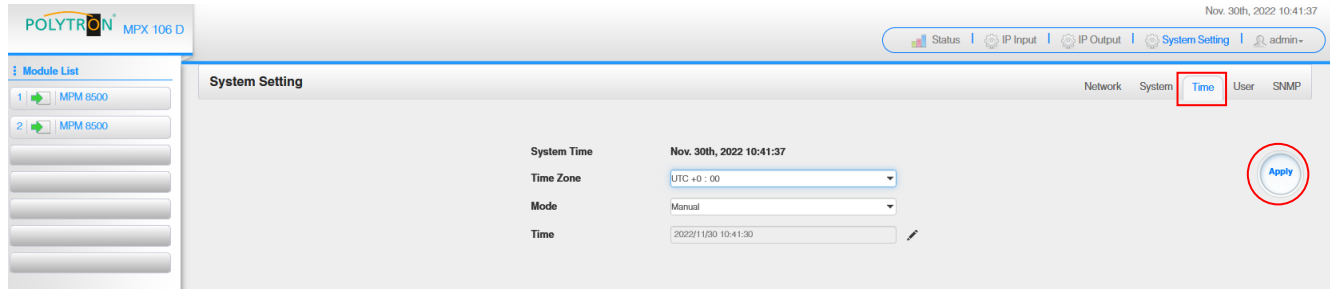 Nov. 30th, 2022 10:41:37
POLYTRON MPX 106 D
Status IP Input IP Output System Setting admin
Module List
System Setting
Network System Time User SNMP
1 MPM 8500
2 MPM 8500
System Time Nov. 30th, 2022 10:41:37
Time Zone UTC +0 : 00
Apply
Mode Manual
Time 2022/11/30 10:41:30